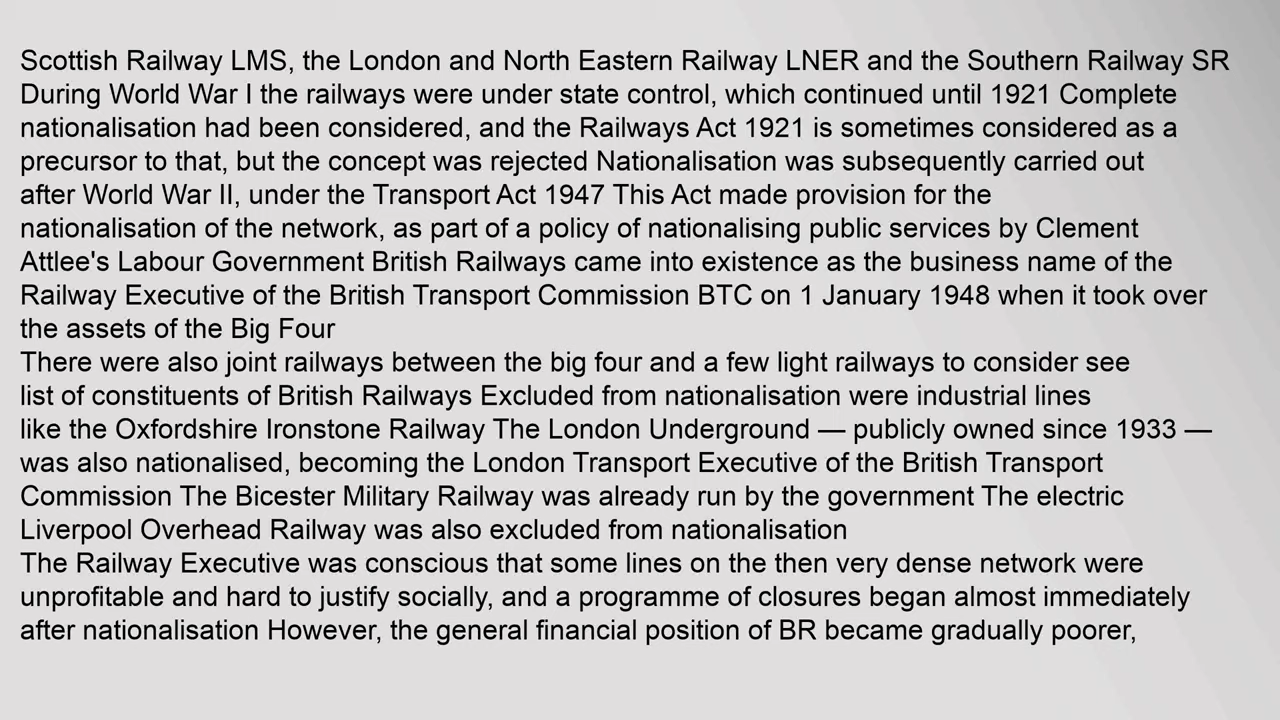 Scottish Railway LMS, the London and North Eastern Railway LNER and the Southern Railway SR
During World War I the railways were under state control, which continued until 1921 Complete
nationalisation had been considered, and the Railways Act 1921 is sometimes considered as a
precursor to that, but the concept was rejected Nationalisation was subsequently carried out
after World War II, under the Transport Act 1947 This Act made provision for the
nationalisation of the network, as part of a policy of nationalising public services by Clement
Attlee's Labour Government British Railways came into existence as the business name of the
Railway Executive of the British Transport Commission BTC on 1 January 1948 when it took over
the assets of the Big Four
There were also joint railways between the big four and a few light railways to consider see
list of constituents of British Railways Excluded from nationalisation were industrial lines
like the Oxfordshire Ironstone Railway The London Underground — publicly owned since 1933 —
was also nationalised, becoming the London Transport Executive of the British Transport
Commission The Bicester Military Railway was already run by the government The electric
Liverpool Overhead Railway was also excluded from nationalisation
The Railway Executive was conscious that some lines on the then very dense network were
unprofitable and hard to justify socially, and a programme of closures began almost immediately
after nationalisation However, the general financial position of BR became gradually poorer,